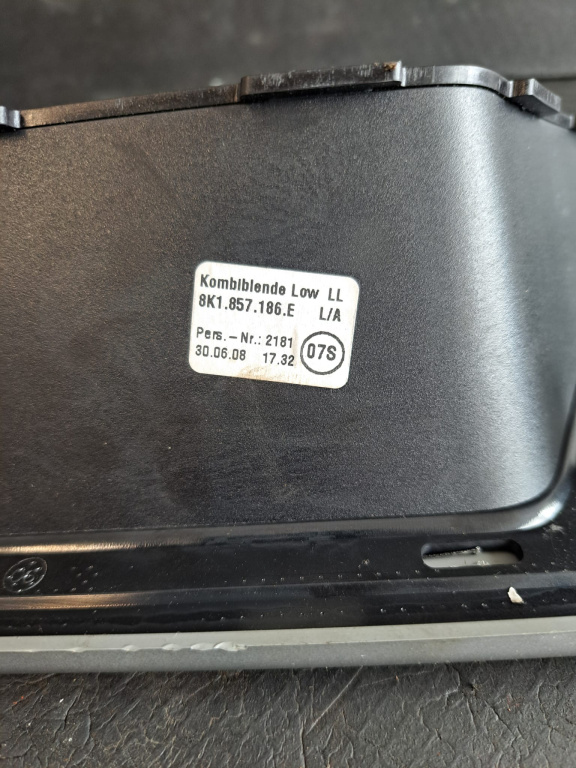 Kombiblende Low LL
8K1.857.186.E L/A
Pers.-Nr.: 2181
30.06.08 17.32 07S